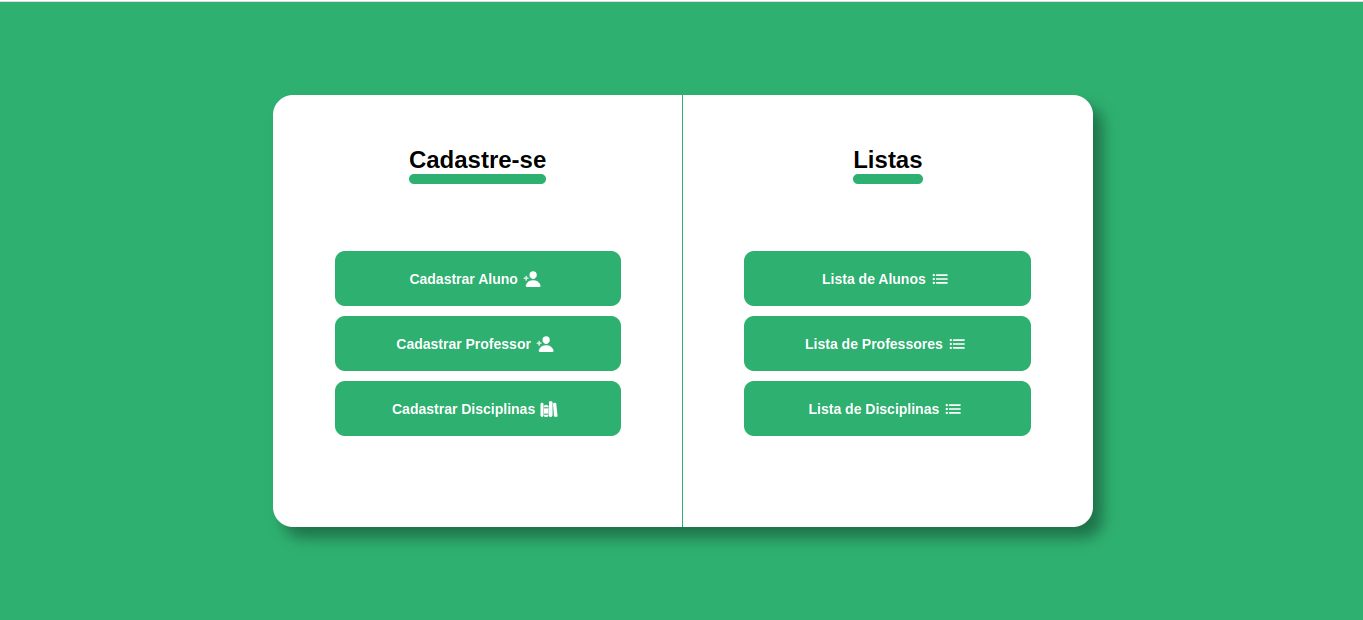 Cadastre-se
Cadastrar Aluno
Cadastrar Professor
Cadastrar Disciplinas
Listas
Lista de Alunos
Lista de Professores
Lista de Disciplinas